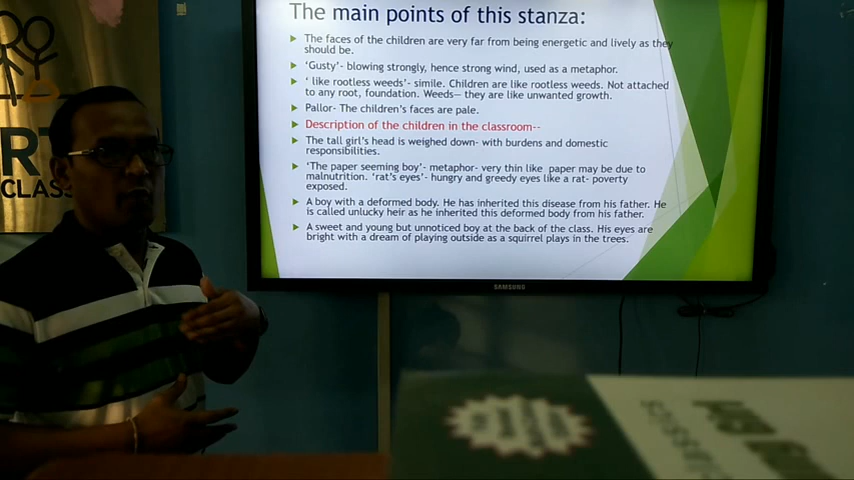 The main points of this stanza:
The faces of the children are very far from being energetic and lively as they
should be.
'Gusty'- blowing strongly, hence strong wind, used as a metaphor.
' like rootless weeds'- simile. Children are like rootless weeds. Not attached
to any root, foundation. Weeds— they are like unwanted growth.
Pallor- The children's faces are pale.
Description of the children in the classroom--
The tall girl's head is weighed down- with burdens and domestic
responsibilities.
'The paper seeming boy'- metaphor- very thin like paper may be due to
malnutrition. 'rat's eyes'- hungry and greedy eyes like a rat- poverty
exposed.
A boy with a deformed body. He has inherited this disease from his father. He
is called unlucky heir as he inherited this deformed body from his father.
A sweet and young but unnoticed boy at the back of the class. His eyes are
bright with a dream of playing outside as a squirrel plays in the trees.
SAMSUNG
CLAS